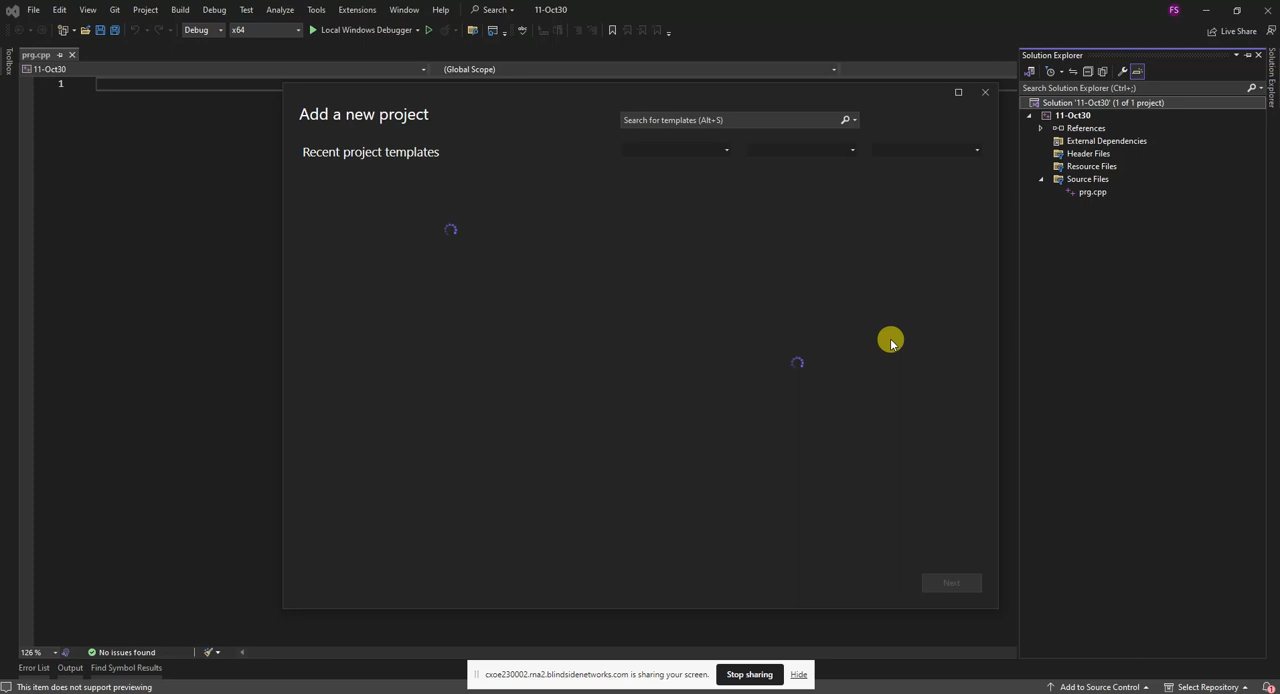 File Edit View Git Project Build Debug Test Analyze Tools Extensions Window Help Search 11-Oct30 FS
Debug x64 Local Windows Debugger Live Share
prg.cpp
11-Oct30 (Global Scope)
1
Toolbox
Add a new project
Search for templates (Alt+S)
Recent project templates
Next
Solution Explorer
Search Solution Explorer (Ctrl+;)
Solution '11-Oct30' (1 of 1 project)
11-Oct30
References
External Dependencies
Header Files
Resource Files
Source Files
prg.cpp
Solution Explorer
126 % No issues found
Error List Output Find Symbol Results
cxoe230002.rna2.blindsidenetworks.com is sharing your screen. Stop sharing Hide
This item does not support previewing Add to Source Control Select Repository